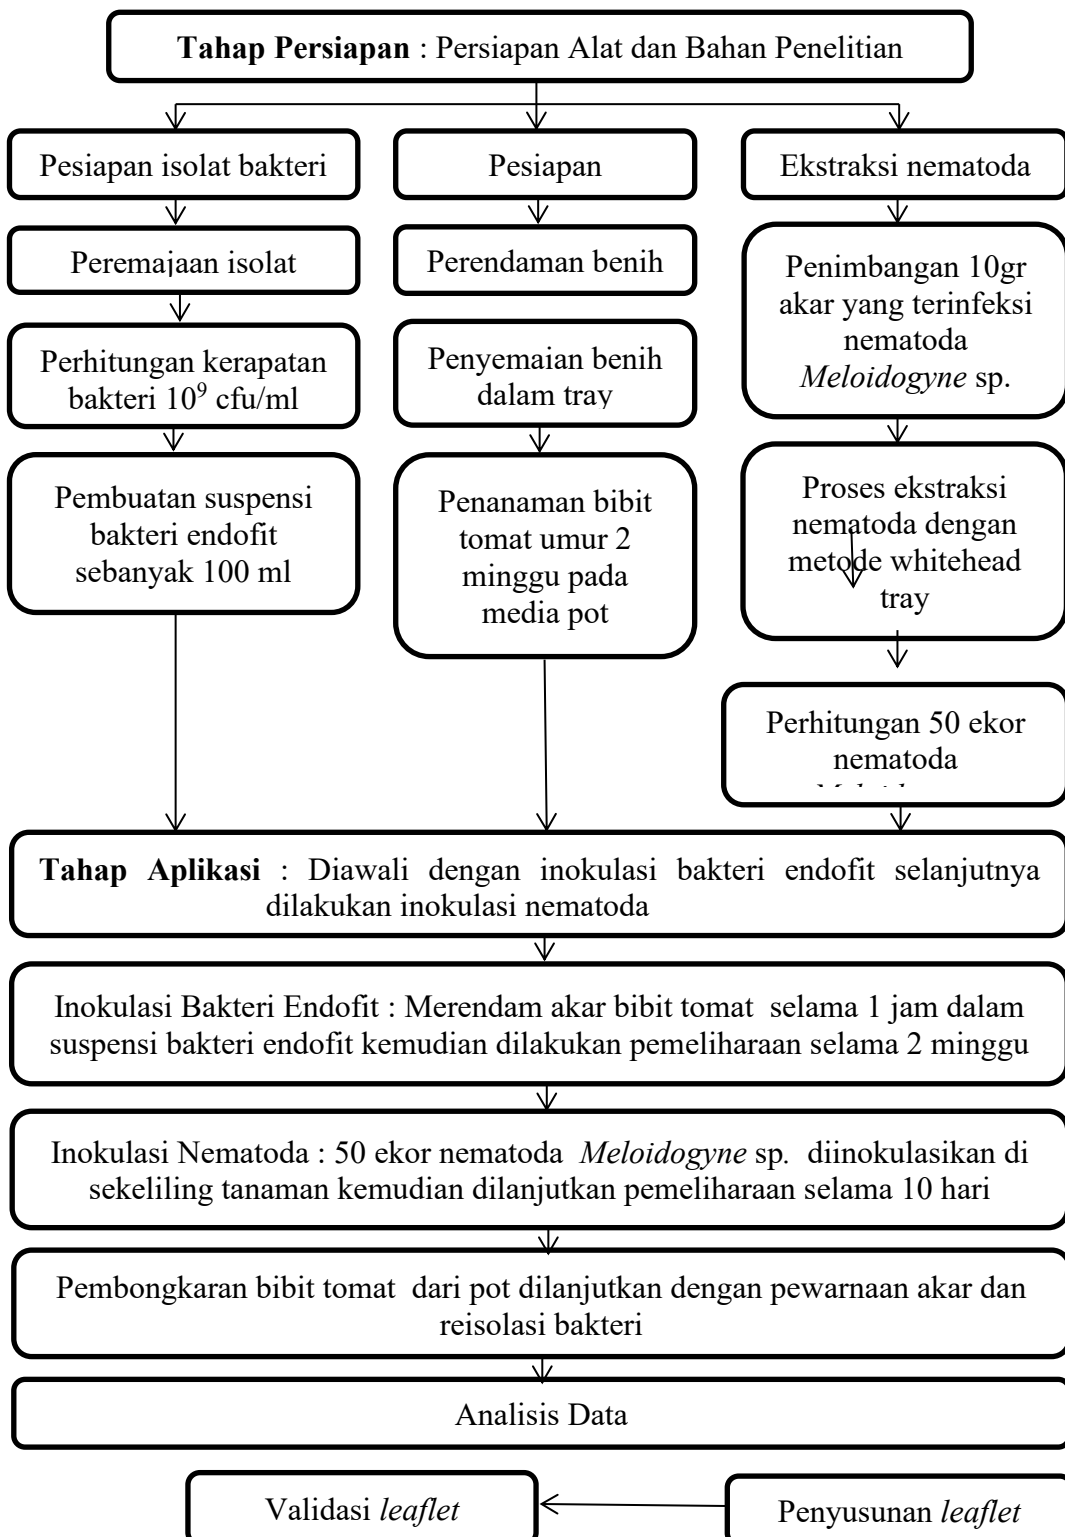 Tahap Persiapan : Persiapan Alat dan Bahan Penelitian
Pesiapan isolat bakteri
Peremajaan isolat
Perhitungan kerapatan
bakteri 10⁹ cfu/ml
Pembuatan suspensi
bakteri endofit
sebanyak 100 ml
Pesiapan
Perendaman benih
Penyemaian benih
dalam tray
Penanaman bibit
tomat umur 2
minggu pada
media pot
Ekstraksi nematoda
Penimbangan 10gr
akar yang terinfeksi
nematoda
Meloidogyne sp.
Proses ekstraksi
nematoda dengan
metode whitehead
tray
Perhitungan 50 ekor
nematoda
Tahap Aplikasi : Diawali dengan inokulasi bakteri endofit selanjutnya
dilakukan inokulasi nematoda
Inokulasi Bakteri Endofit : Merendam akar bibit tomat selama 1 jam dalam
suspensi bakteri endofit kemudian dilakukan pemeliharaan selama 2 minggu
Inokulasi Nematoda : 50 ekor nematoda Meloidogyne sp. diinokulasikan di
sekeliling tanaman kemudian dilanjutkan pemeliharaan selama 10 hari
Pembongkaran bibit tomat dari pot dilanjutkan dengan pewarnaan akar dan
reisolasi bakteri
Analisis Data
Validasi leaflet
Penyusunan leaflet